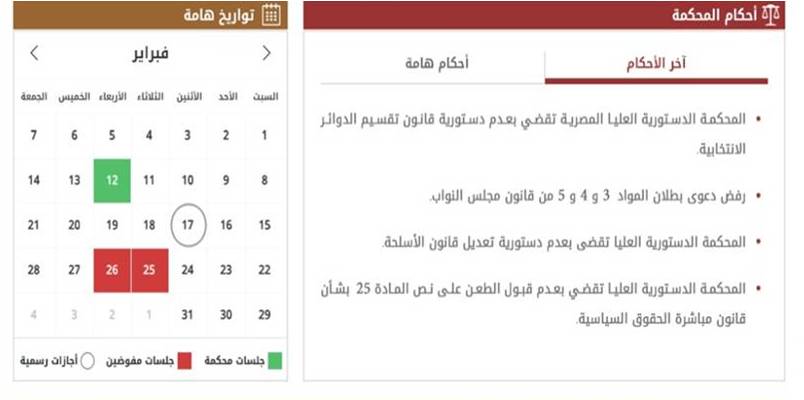 أحكام المحكمة
آخر الأحكام
أحكام هامة
• المحكمة الدستورية العليا المصرية تقضي بعدم دستورية قانون تقسيم الدوائر
الانتخابية.
• رفض دعوى بطلان المواد 3 و 4 و 5 من قانون مجلس النواب.
• المحكمة الدستورية العليا تقضى بعدم دستورية تعديل قانون الأسلحة.
• المحكمة الدستورية العليا تقضي بعدم قبول الطعن على نص المادة 25 بشأن
قانون مباشرة الحقوق السياسية.
تواريخ هامة
فبراير
السبت الأحد الأثنين الثلاثاء الأربعاء الخميس الجمعة
1 2 3 4 5 6 7
8 9 10 11 12 13 14
15 16 17 18 19 20 21
22 23 24 25 26 27 28
29 30 31 1 2 3 4
جلسات محكمة جلسات مفوضين أجازات رسمية